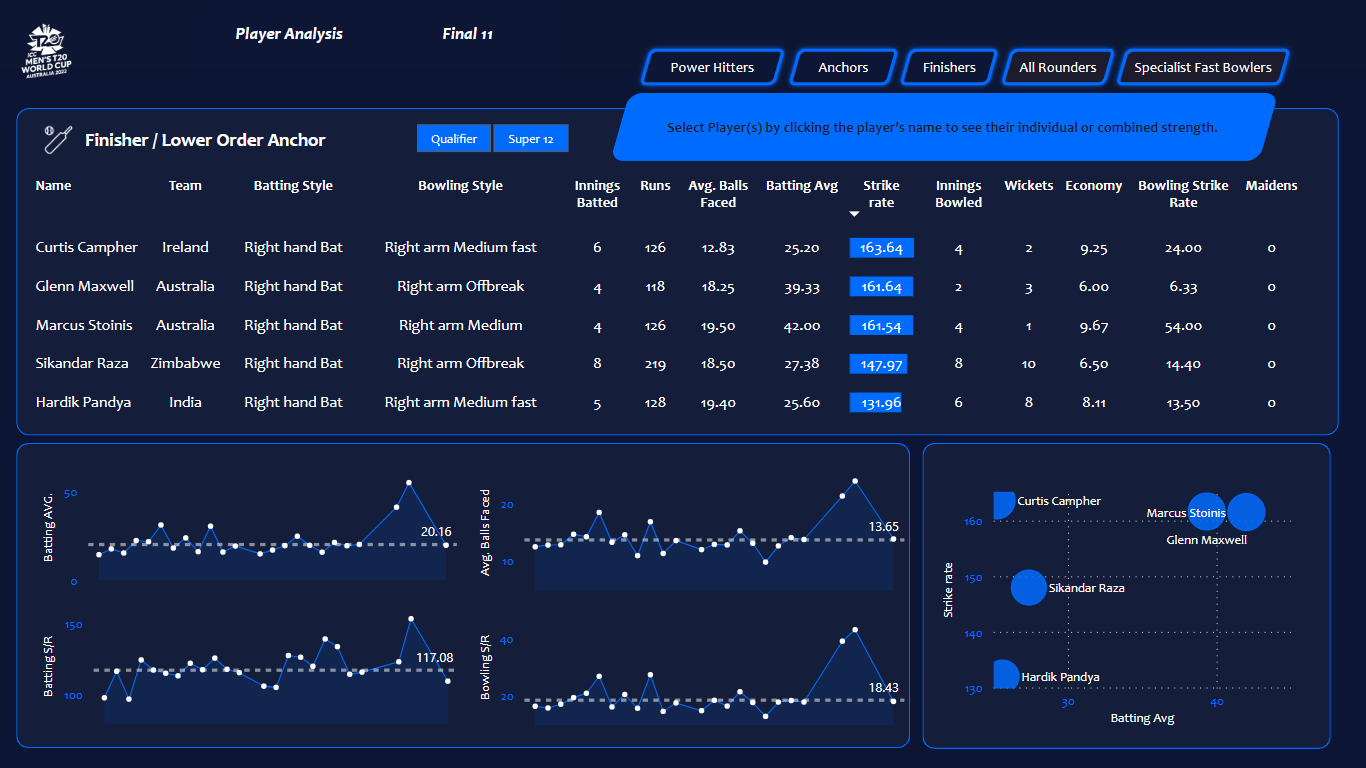 Player Analysis
Final 11
T20
ICC
MEN'S T20
WORLD CUP
AUSTRALIA 2022
Power Hitters
Anchors
Finishers
All Rounders
Specialist Fast Bowlers
Select Player(s) by clicking the player's name to see their individual or combined strength.
Finisher / Lower Order Anchor
Qualifier
Super 12
Name Team Batting Style Bowling Style Innings Batted Runs Avg. Balls Faced Batting Avg Strike rate Innings Bowled Wickets Economy Bowling Strike Rate Maidens
Curtis Campher Ireland Right hand Bat Right arm Medium fast 6 126 12.83 25.20 163.64 4 2 9.25 24.00 0
Glenn Maxwell Australia Right hand Bat Right arm Offbreak 4 118 18.25 39.33 161.64 2 3 6.00 6.33 0
Marcus Stoinis Australia Right hand Bat Right arm Medium 4 126 19.50 42.00 161.54 4 1 9.67 54.00 0
Sikandar Raza Zimbabwe Right hand Bat Right arm Offbreak 8 219 18.50 27.38 147.97 8 10 6.50 14.40 0
Hardik Pandya India Right hand Bat Right arm Medium fast 5 128 19.40 25.60 131.96 6 8 8.11 13.50 0
Batting AVG.
50
0
20.16
Avg. Balls Faced
20
10
13.65
Batting S/R
150
100
117.08
Bowling S/R
40
20
18.43
Strike rate
160
150
140
130
Curtis Campher
Marcus Stoinis
Glenn Maxwell
Sikandar Raza
Hardik Pandya
30
40
Batting Avg